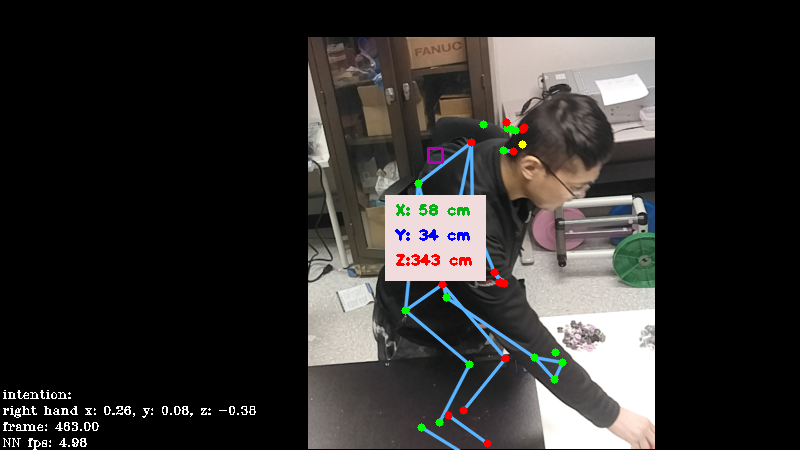 FANUC
X: 58 cm
Y: 34 cm
Z:343 cm
intention:
right hand x: 0.26, y: 0.08, z: −0.38
frame: 463.00
NN fps: 4.98